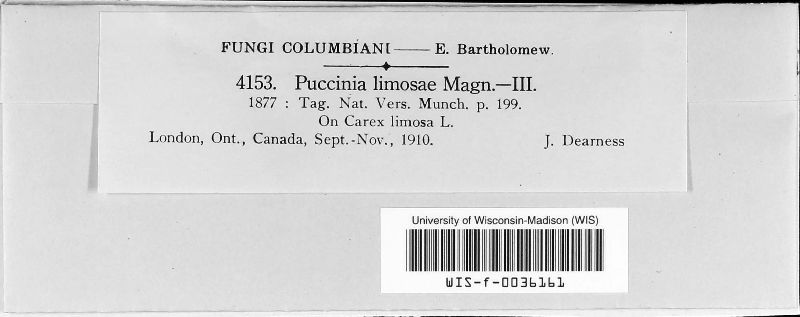 FUNGI COLUMBIANI — E. Bartholomew.
4153. Puccinia limosae Magn.—III.
1877 : Tag. Nat. Vers. Munch. p. 199.
On Carex limosa L.
London, Ont., Canada, Sept.-Nov., 1910. J. Dearness
University of Wisconsin-Madison (WIS)
WIS-f-0036161